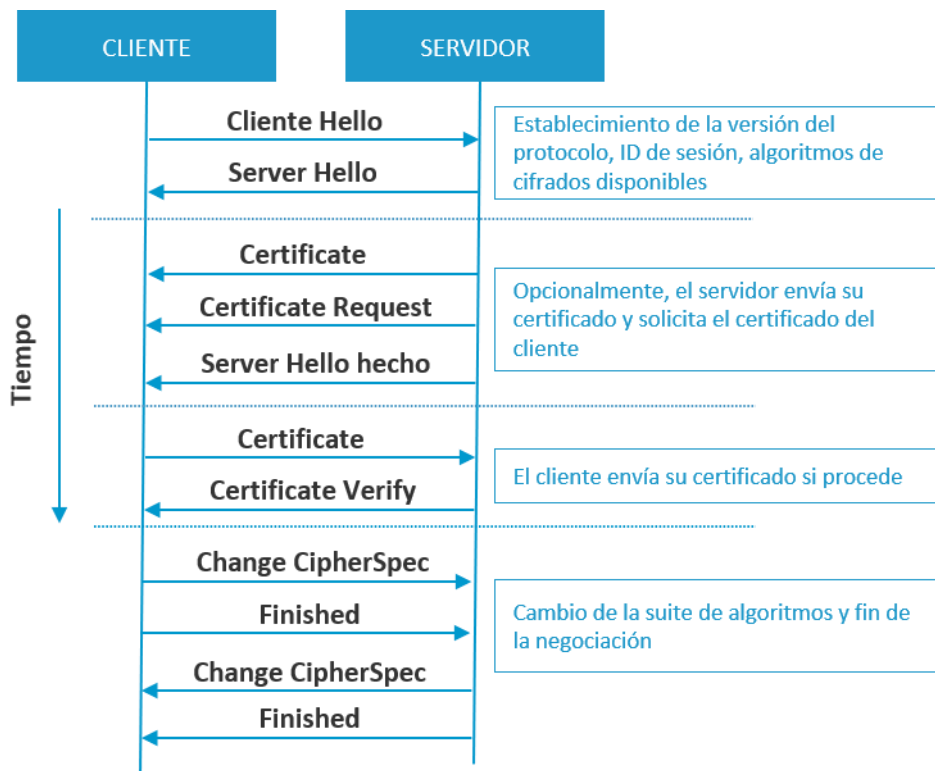 CLIENTE
SERVIDOR
Cliente Hello
Server Hello
Establecimiento de la versión del
protocolo, ID de sesión, algoritmos de
cifrados disponibles
Certificate
Certificate Request
Server Hello hecho
Opcionalmente, el servidor envía su
certificado y solicita el certificado del
cliente
Tiempo
Certificate
Certificate Verify
El cliente envía su certificado si procede
Change CipherSpec
Finished
Change CipherSpec
Finished
Cambio de la suite de algoritmos y fin de
la negociación